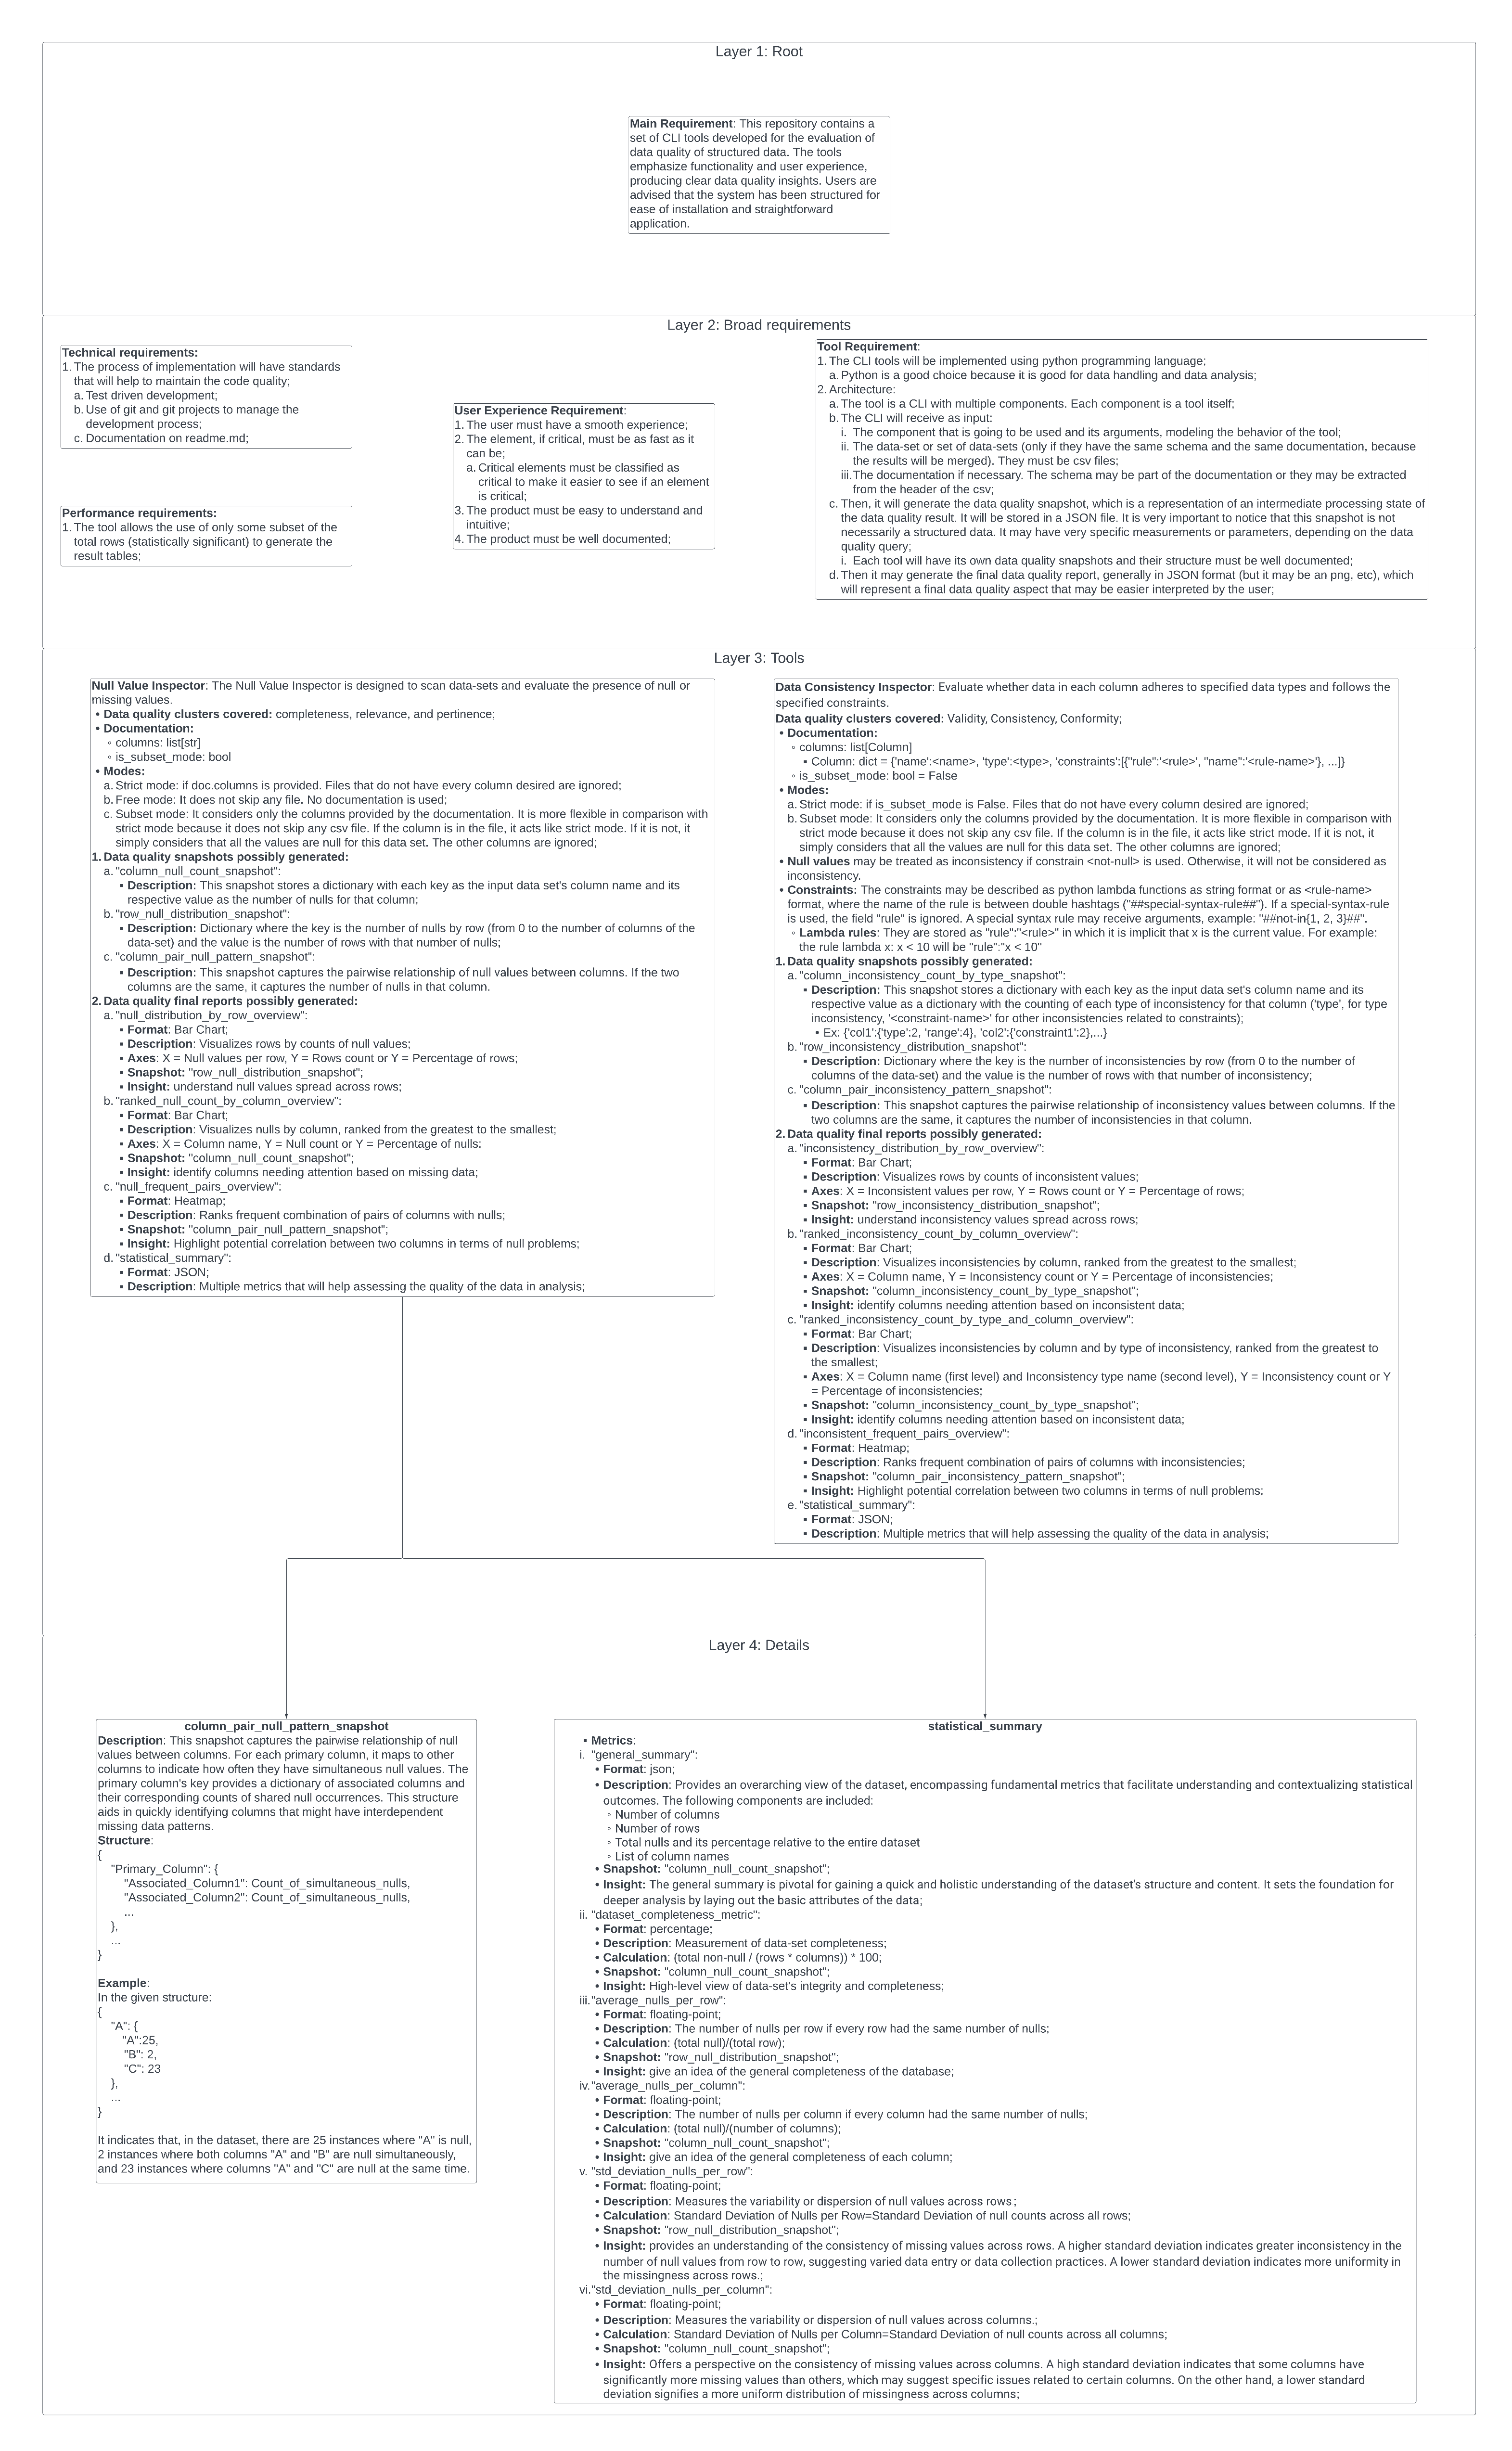 Layer 1: Root
Main Requirement: This repository contains a
set of CLI tools developed for the evaluation of
data quality of structured data. The tools
emphasize functionality and user experience,
producing clear data quality insights. Users are
advised that the system has been structured for
ease of installation and straightforward
application.
Layer 2: Broad requirements
Technical requirements:
1. The process of implementation will have standards
that will help to maintain the code quality;
a. Test driven development;
b. Use of git and git projects to manage the
development process;
c. Documentation on readme.md;
Performance requirements:
1. The tool allows the use of only some subset of the
total rows (statistically significant) to generate the
result tables;
User Experience Requirement:
1. The user must have a smooth experience;
2. The element, if critical, must be as fast as it
can be;
a. Critical elements must be classified as
critical to make it easier to see if an element
is critical;
3. The product must be easy to understand and
intuitive;
4. The product must be well documented;
Tool Requirement:
1. The CLI tools will be implemented using python programming language;
a. Python is a good choice because it is good for data handling and data analysis;
2. Architecture:
a. The tool is a CLI with multiple components. Each component is a tool itself;
b. The CLI will receive as input:
i. The component that is going to be used and its arguments, modeling the behavior of the tool;
ii. The data-set or set of data-sets (only if they have the same schema and the same documentation, because
the results will be merged). They must be csv files;
iii. The documentation if necessary. The schema may be part of the documentation or they may be extracted
from the header of the csv;
c. Then, it will generate the data quality snapshot, which is a representation of an intermediate processing state of
the data quality result. It will be stored in a JSON file. It is very important to notice that this snapshot is not
necessarily a structured data. It may have very specific measurements or parameters, depending on the data
quality query;
i. Each tool will have its own data quality snapshots and their structure must be well documented;
d. Then it may generate the final data quality report, generally in JSON format (but it may be an png, etc), which
will represent a final data quality aspect that may be easier interpreted by the user;
Layer 3: Tools
Null Value Inspector: The Null Value Inspector is designed to scan data-sets and evaluate the presence of null or
missing values.
• Data quality clusters covered: completeness, relevance, and pertinence;
• Documentation:
◦ columns: list[str]
◦ is_subset_mode: bool
• Modes:
a. Strict mode: if doc.columns is provided. Files that do not have every column desired are ignored;
b. Free mode: It does not skip any file. No documentation is used;
c. Subset mode: It considers only the columns provided by the documentation. It is more flexible in comparison with
strict mode because it does not skip any csv file. If the column is in the file, it acts like strict mode. If it is not, it
simply considers that all the values are null for this data set. The other columns are ignored;
1. Data quality snapshots possibly generated:
a. "column_null_count_snapshot":
▪ Description: This snapshot stores a dictionary with each key as the input data set's column name and its
respective value as the number of nulls for that column;
b. "row_null_distribution_snapshot":
▪ Description: Dictionary where the key is the number of nulls by row (from 0 to the number of columns of the
data-set) and the value is the number of rows with that number of nulls;
c. "column_pair_null_pattern_snapshot":
▪ Description: This snapshot captures the pairwise relationship of null values between columns. If the two
columns are the same, it captures the number of nulls in that column.
2. Data quality final reports possibly generated:
a. "null_distribution_by_row_overview":
▪ Format: Bar Chart;
▪ Description: Visualizes rows by counts of null values;
▪ Axes: X = Null values per row, Y = Rows count or Y = Percentage of rows;
▪ Snapshot: "row_null_distribution_snapshot";
▪ Insight: understand null values spread across rows;
b. "ranked_null_count_by_column_overview":
▪ Format: Bar Chart;
▪ Description: Visualizes nulls by column, ranked from the greatest to the smallest;
▪ Axes: X = Column name, Y = Null count or Y = Percentage of nulls;
▪ Snapshot: "column_null_count_snapshot";
▪ Insight: identify columns needing attention based on missing data;
c. "null_frequent_pairs_overview":
▪ Format: Heatmap;
▪ Description: Ranks frequent combination of pairs of columns with nulls;
▪ Snapshot: "column_pair_null_pattern_snapshot";
▪ Insight: Highlight potential correlation between two columns in terms of null problems;
d. "statistical_summary":
▪ Format: JSON;
▪ Description: Multiple metrics that will help assessing the quality of the data in analysis;
Data Consistency Inspector: Evaluate whether data in each column adheres to specified data types and follows the
specified constraints.
Data quality clusters covered: Validity, Consistency, Conformity;
• Documentation:
◦ columns: list[Column]
▪ Column: dict = {'name':<name>, 'type':<type>, 'constraints':[{"rule":'<rule>', "name":'<rule-name>'}, ...]}
◦ is_subset_mode: bool = False
• Modes:
a. Strict mode: if is_subset_mode is False. Files that do not have every column desired are ignored;
b. Subset mode: It considers only the columns provided by the documentation. It is more flexible in comparison with
strict mode because it does not skip any csv file. If the column is in the file, it acts like strict mode. If it is not, it
simply considers that all the values are null for this data set. The other columns are ignored;
• Null values may be treated as inconsistency if constrain <not-null> is used. Otherwise, it will not be considered as
inconsistency.
• Constraints: The constraints may be described as python lambda functions as string format or as <rule-name>
format, where the name of the rule is between double hashtags ("##special-syntax-rule##"). If a special-syntax-rule
is used, the field "rule" is ignored. A special syntax rule may receive arguments, example: "##not-in{1, 2, 3}##".
◦ Lambda rules: They are stored as "rule":"<rule>" in which it is implicit that x is the current value. For example:
the rule lambda x: x < 10 will be "rule":"x < 10"
1. Data quality snapshots possibly generated:
a. "column_inconsistency_count_by_type_snapshot":
▪ Description: This snapshot stores a dictionary with each key as the input data set's column name and its
respective value as a dictionary with the counting of each type of inconsistency for that column ('type', for type
inconsistency, '<constraint-name>' for other inconsistencies related to constraints);
• Ex: {'col1':{'type':2, 'range':4}, 'col2':{'constraint1':2},...}
b. "row_inconsistency_distribution_snapshot":
▪ Description: Dictionary where the key is the number of inconsistencies by row (from 0 to the number of
columns of the data-set) and the value is the number of rows with that number of inconsistency;
c. "column_pair_inconsistency_pattern_snapshot":
▪ Description: This snapshot captures the pairwise relationship of inconsistency values between columns. If the
two columns are the same, it captures the number of inconsistencies in that column.
2. Data quality final reports possibly generated:
a. "inconsistency_distribution_by_row_overview":
▪ Format: Bar Chart;
▪ Description: Visualizes rows by counts of inconsistent values;
▪ Axes: X = Inconsistent values per row, Y = Rows count or Y = Percentage of rows;
▪ Snapshot: "row_inconsistency_distribution_snapshot";
▪ Insight: understand inconsistency values spread across rows;
b. "ranked_inconsistency_count_by_column_overview":
▪ Format: Bar Chart;
▪ Description: Visualizes inconsistencies by column, ranked from the greatest to the smallest;
▪ Axes: X = Column name, Y = Inconsistency count or Y = Percentage of inconsistencies;
▪ Snapshot: "column_inconsistency_count_by_type_snapshot";
▪ Insight: identify columns needing attention based on inconsistent data;
c. "ranked_inconsistency_count_by_type_and_column_overview":
▪ Format: Bar Chart;
▪ Description: Visualizes inconsistencies by column and by type of inconsistency, ranked from the greatest to
the smallest;
▪ Axes: X = Column name (first level) and Inconsistency type name (second level), Y = Inconsistency count or Y
= Percentage of inconsistencies;
▪ Snapshot: "column_inconsistency_count_by_type_snapshot";
▪ Insight: identify columns needing attention based on inconsistent data;
d. "inconsistent_frequent_pairs_overview":
▪ Format: Heatmap;
▪ Description: Ranks frequent combination of pairs of columns with inconsistencies;
▪ Snapshot: "column_pair_inconsistency_pattern_snapshot";
▪ Insight: Highlight potential correlation between two columns in terms of null problems;
e. "statistical_summary":
▪ Format: JSON;
▪ Description: Multiple metrics that will help assessing the quality of the data in analysis;
Layer 4: Details
column_pair_null_pattern_snapshot
Description: This snapshot captures the pairwise relationship of null
values between columns. For each primary column, it maps to other
columns to indicate how often they have simultaneous null values. The
primary column's key provides a dictionary of associated columns and
their corresponding counts of shared null occurrences. This structure
aids in quickly identifying columns that might have interdependent
missing data patterns.
Structure:
{
"Primary_Column": {
"Associated_Column1": Count_of_simultaneous_nulls,
"Associated_Column2": Count_of_simultaneous_nulls,
...
},
...
}
Example:
In the given structure:
{
"A": {
"A":25,
"B": 2,
"C": 23
},
...
}
It indicates that, in the dataset, there are 25 instances where "A" is null,
2 instances where both columns "A" and "B" are null simultaneously,
and 23 instances where columns "A" and "C" are null at the same time.
statistical_summary
▪ Metrics:
i. "general_summary":
• Format: json;
• Description: Provides an overarching view of the dataset, encompassing fundamental metrics that facilitate understanding and contextualizing statistical
outcomes. The following components are included:
◦ Number of columns
◦ Number of rows
◦ Total nulls and its percentage relative to the entire dataset
◦ List of column names
• Snapshot: "column_null_count_snapshot";
• Insight: The general summary is pivotal for gaining a quick and holistic understanding of the dataset's structure and content. It sets the foundation for
deeper analysis by laying out the basic attributes of the data;
ii. "dataset_completeness_metric":
• Format: percentage;
• Description: Measurement of data-set completeness;
• Calculation: (total non-null / (rows * columns)) * 100;
• Snapshot: "column_null_count_snapshot";
• Insight: High-level view of data-set's integrity and completeness;
iii. "average_nulls_per_row":
• Format: floating-point;
• Description: The number of nulls per row if every row had the same number of nulls;
• Calculation: (total null)/(total row);
• Snapshot: "row_null_distribution_snapshot";
• Insight: give an idea of the general completeness of the database;
iv. "average_nulls_per_column":
• Format: floating-point;
• Description: The number of nulls per column if every column had the same number of nulls;
• Calculation: (total null)/(number of columns);
• Snapshot: "column_null_count_snapshot";
• Insight: give an idea of the general completeness of each column;
v. "std_deviation_nulls_per_row":
• Format: floating-point;
• Description: Measures the variability or dispersion of null values across rows;
• Calculation: Standard Deviation of Nulls per Row=Standard Deviation of null counts across all rows;
• Snapshot: "row_null_distribution_snapshot";
• Insight: provides an understanding of the consistency of missing values across rows. A higher standard deviation indicates greater inconsistency in the
number of null values from row to row, suggesting varied data entry or data collection practices. A lower standard deviation indicates more uniformity in
the missingness across rows.;
vi. "std_deviation_nulls_per_column":
• Format: floating-point;
• Description: Measures the variability or dispersion of null values across columns.;
• Calculation: Standard Deviation of Nulls per Column=Standard Deviation of null counts across all columns;
• Snapshot: "column_null_count_snapshot";
• Insight: Offers a perspective on the consistency of missing values across columns. A high standard deviation indicates that some columns have
significantly more missing values than others, which may suggest specific issues related to certain columns. On the other hand, a lower standard
deviation signifies a more uniform distribution of missingness across columns;